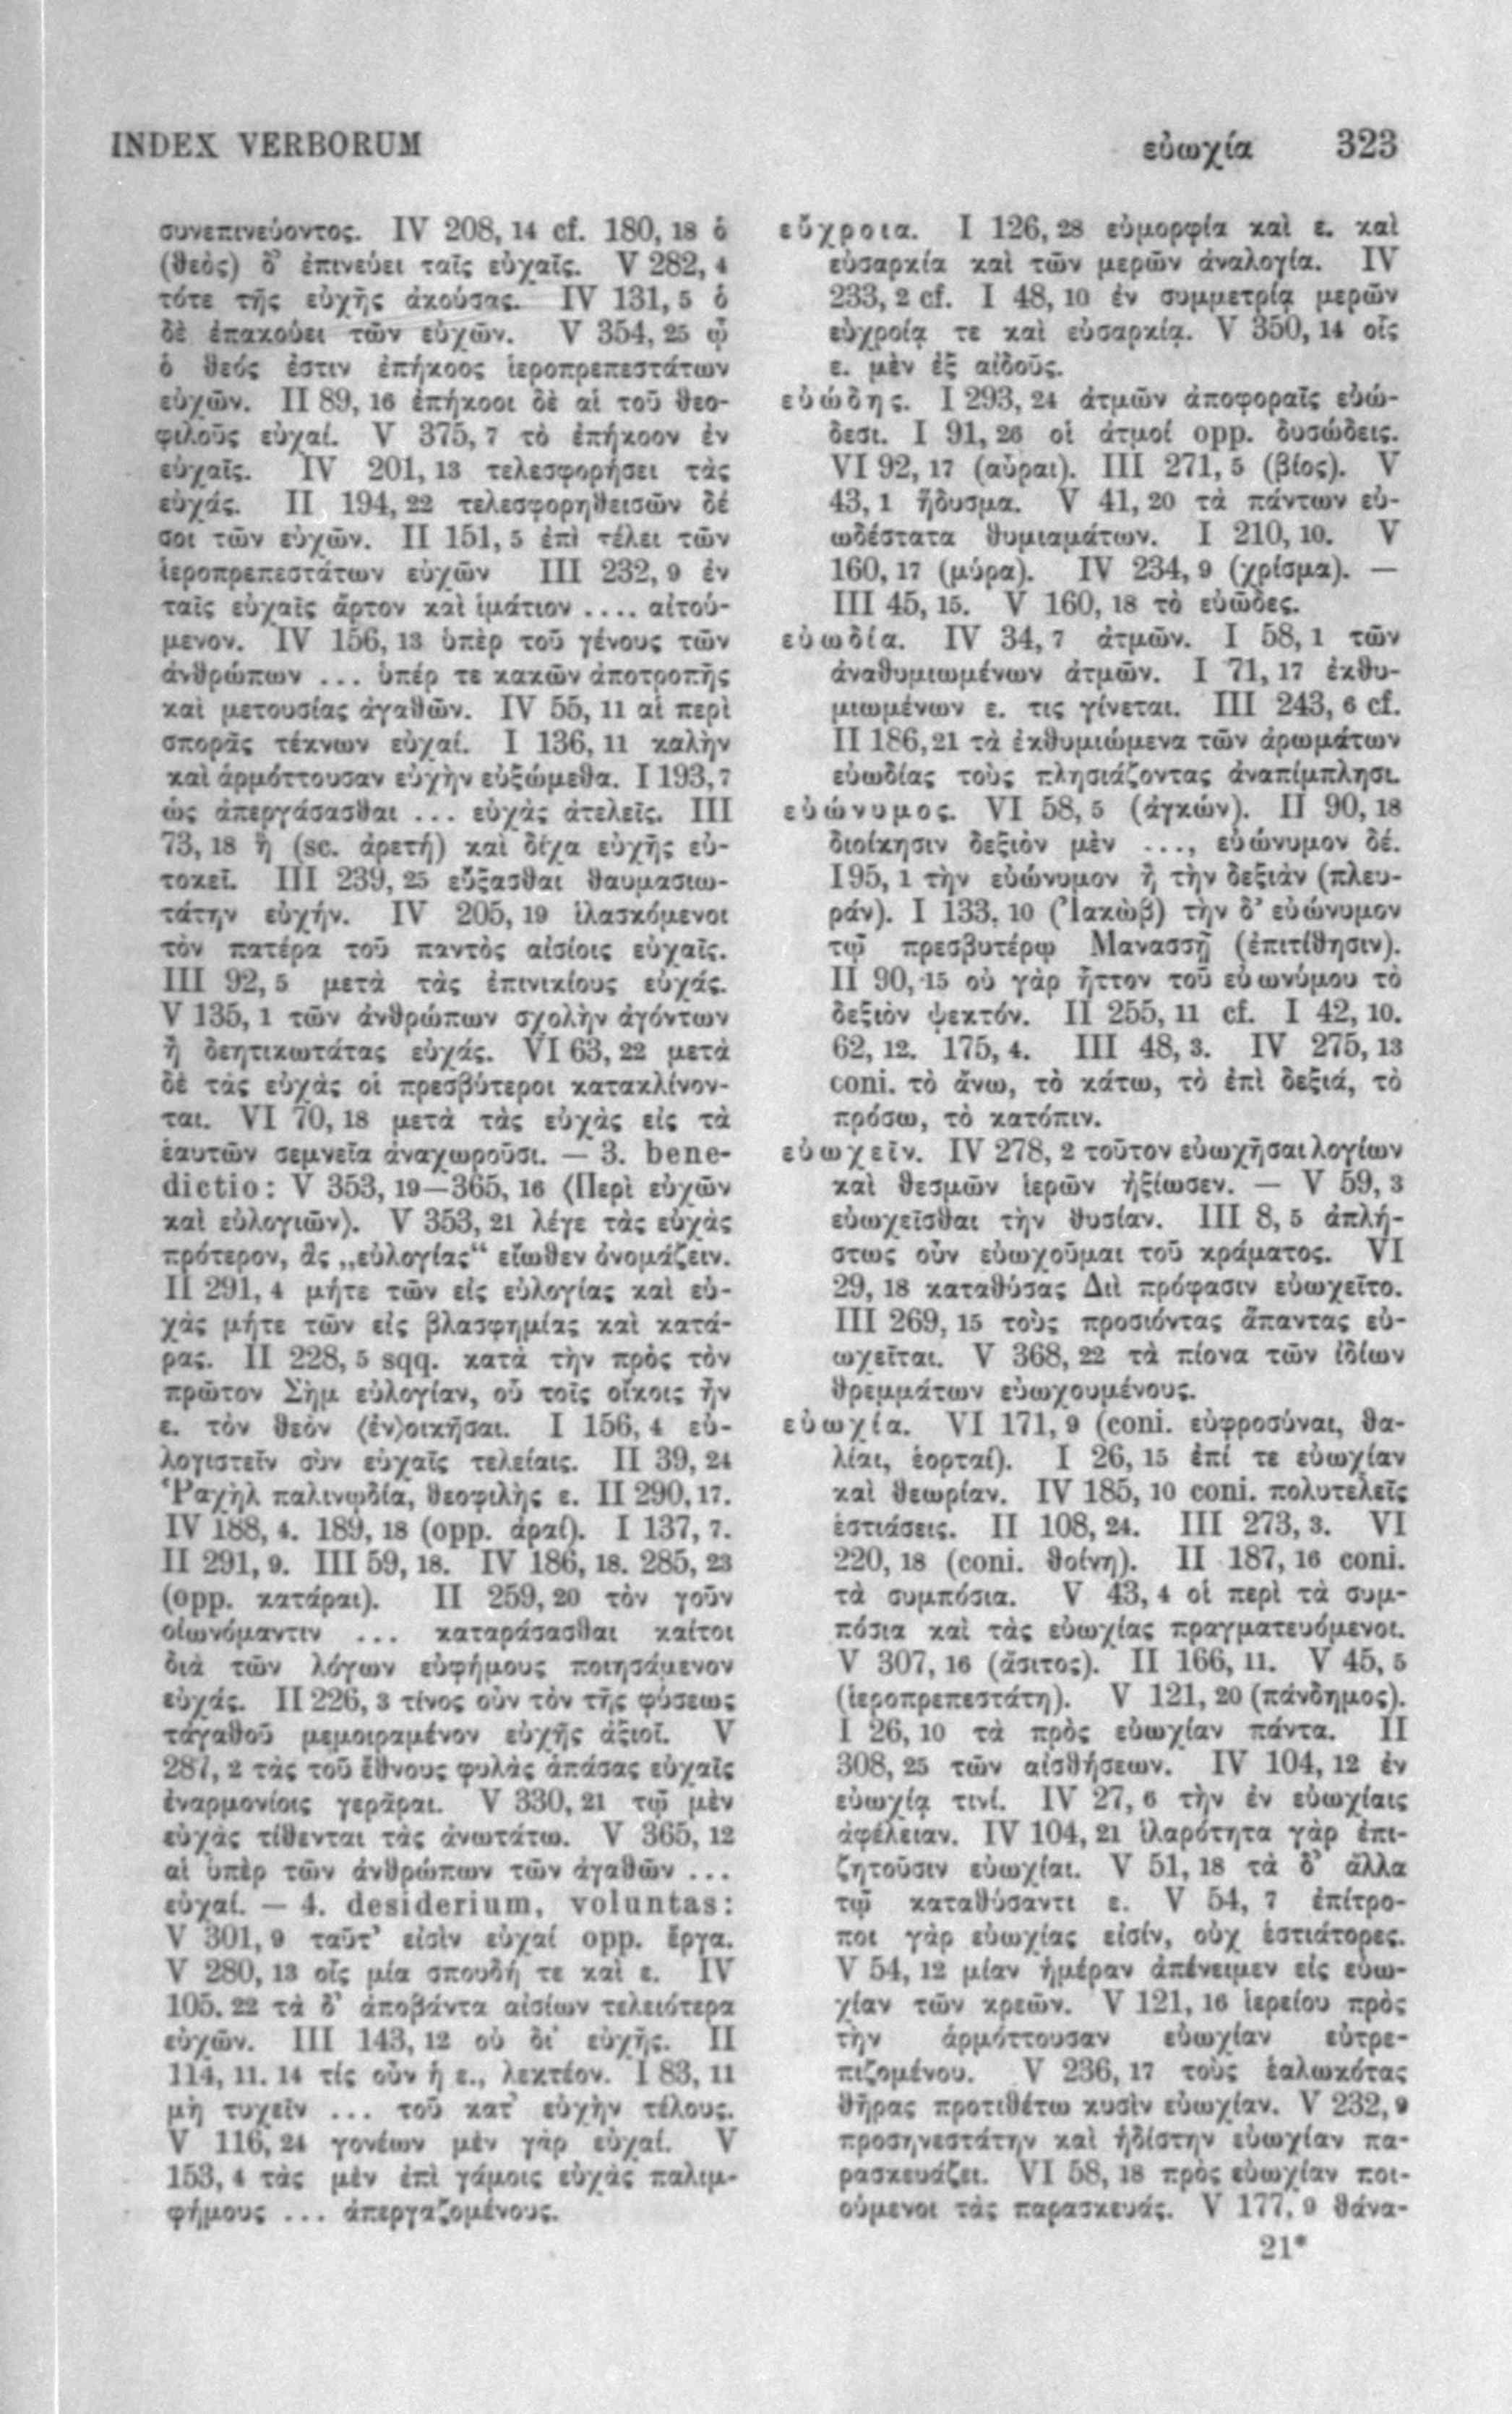 INDEX VERBORUM
εὐωχία 323
συνεπινεύοντος. IV 208, 14 cf. 180, 18 ὁ
(θεὸς) δ’ ἐπινεύει ταῖς εὐχαῖς. V 282, 4
τότε τῆς εὐχῆς ἀκούσας. IV 131, 5 ὁ
δὲ ἐπακούει τῶν εὐχῶν. V 354, 25 ᾧ
ὁ θεός ἐστιν ἐπήκοος ἱεροπρεπεστάτων
εὐχῶν. II 89, 16 ἐπήκοοι δὲ αἱ τοῦ θεο-
φιλοῦς εὐχαί. V 375, 7 τὸ ἐπήκοον ἐν
εὐχαῖς. IV 201, 13 τελεσφορήσει τὰς
εὐχάς. II 194, 22 τελεσφορηθεισῶν δέ
σοι τῶν εὐχῶν. II 151, 5 ἐπὶ τέλει τῶν
ἱεροπρεπεστάτων εὐχῶν III 232, 9 ἐν
ταῖς εὐχαῖς ἄρτον καὶ ἱμάτιον .... αἰτού-
μενον. IV 156, 13 ὑπὲρ τοῦ γένους τῶν
ἀνθρώπων ... ὑπέρ τε κακῶν ἀποτροπῆς
καὶ μετουσίας ἀγαθῶν. IV 55, 11 αἱ περὶ
σπορᾶς τέκνων εὐχαί. I 136, 11 καλὴν
καὶ ἁρμόττουσαν εὐχὴν εὐξώμεθα. I 193, 7
ὡς ἀπεργάσασθαι ... εὐχὰς ἀτελεῖς. III
73, 18 ἣ (sc. ἀρετή) καὶ δίχα εὐχῆς εὐ-
τοκεῖ. III 239, 25 εὔξασθαι θαυμασιω-
τάτην εὐχήν. IV 205, 19 ἱλασκόμενοι
τὸν πατέρα τοῦ παντὸς αἰσίοις εὐχαῖς.
III 92, 5 μετὰ τὰς ἐπινικίους εὐχάς.
V 135, 1 τῶν ἀνθρώπων σχολὴν ἀγόντων
ἢ δεητικωτάτας εὐχάς. VI 63, 22 μετὰ
δὲ τὰς εὐχὰς οἱ πρεσβύτεροι κατακλίνον-
ται. VI 70, 18 μετὰ τὰς εὐχὰς εἰς τὰ
ἑαυτῶν σεμνεῖα ἀναχωροῦσι. — 3. bene-
dictio: V 353, 19—365, 16 (Περὶ εὐχῶν
καὶ εὐλογιῶν). V 353, 21 λέγε τὰς εὐχὰς
πρότερον, ἃς „εὐλογίας“ εἴωθεν ὀνομάζειν.
II 291, 4 μήτε τῶν εἰς εὐλογίας καὶ εὐ-
χὰς μήτε τῶν εἰς βλασφημίας καὶ κατά-
ρας. II 228, 5 sqq. κατὰ τὴν πρὸς τὸν
πρῶτον Σὴμ εὐλογίαν, οὗ τοῖς οἴκοις ἦν
ε. τὸν θεὸν ⟨ἐν⟩οικῆσαι. I 156, 4 εὐ-
λογιστεῖν σὺν εὐχαῖς τελείαις. II 39, 24
Ῥαχὴλ παλινῳδία, θεοφιλὴς ε. II 290, 17.
IV 188, 4. 189, 18 (opp. ἀραί). I 137, 7.
II 291, 9. III 59, 18. IV 186, 18. 285, 23
(opp. κατάραι). II 259, 20 τὸν γοῦν
οἰωνόμαντιν ... καταράσασθαι καίτοι
διὰ τῶν λόγων εὐφήμους ποιησάμενον
εὐχάς. II 226, 3 τίνος οὖν τὸν τῆς φύσεως
τἀγαθοῦ μεμοιραμένον εὐχῆς ἀξιοῖ. V
287, 2 τὰς τοῦ ἔθνους φυλὰς ἁπάσας εὐχαῖς
ἐναρμονίοις γερᾶραι. V 330, 21 τῷ μὲν
εὐχὰς τίθενται τὰς ἀνωτάτω. V 365, 12
αἱ ὑπὲρ τῶν ἀνθρώπων τῶν ἀγαθῶν ...
εὐχαί. — 4. desiderium, voluntas:
V 301, 9 ταῦτ’ εἰσὶν εὐχαί opp. ἔργα.
V 280, 13 οἷς μία σπουδή τε καὶ ε. IV
105. 22 τὰ δ’ ἀποβάντα αἰσίων τελειότερα
εὐχῶν. III 143, 12 οὐ δι’ εὐχῆς. II
114, 11. 14 τίς οὖν ἡ ε., λεκτέον. I 83, 11
μὴ τυχεῖν ... τοῦ κατ’ εὐχὴν τέλους.
V 116, 24 γονέων μὲν γὰρ εὐχαί. V
153, 4 τὰς μὲν ἐπὶ γάμοις εὐχὰς παλιμ-
φήμους ... ἀπεργαζομένους.
εὔχροια. I 126, 28 εὐμορφία καὶ ε. καὶ
εὐσαρκία καὶ τῶν μερῶν ἀναλογία. IV
233, 2 cf. I 48, 10 ἐν συμμετρίᾳ μερῶν
εὐχροίᾳ τε καὶ εὐσαρκίᾳ. V 350, 14 οἷς
ε. μὲν ἐξ αἰδοῦς.
εὐώδης. I 293, 24 ἀτμῶν ἀποφοραῖς εὐώ-
δεσι. I 91, 26 οἱ ἀτμοί opp. δυσώδεις.
VI 92, 17 (αὖραι). III 271, 5 (βίος). V
43, 1 ἥδυσμα. V 41, 20 τὰ πάντων εὐ-
ωδέστατα θυμιαμάτων. I 210, 10. V
160, 17 (μύρα). IV 234, 9 (χρίσμα). —
III 45, 15. V 160, 18 τὸ εὐῶδες.
εὐωδία. IV 34, 7 ἀτμῶν. I 58, 1 τῶν
ἀναθυμιωμένων ἀτμῶν. I 71, 17 ἐκθυ-
μιωμένων ε. τις γίνεται. III 243, 6 cf.
II 186, 21 τὰ ἐκθυμιώμενα τῶν ἀρωμάτων
εὐωδίας τοὺς πλησιάζοντας ἀναπίμπλησι.
εὐώνυμος. VI 58, 5 (ἀγκών). II 90, 18
διοίκησιν δεξιὸν μὲν ..., εὐώνυμον δέ.
I 95, 1 τὴν εὐώνυμον ἢ τὴν δεξιὰν (πλευ-
ράν). I 133, 10 (Ἰακὼβ) τὴν δ’ εὐώνυμον
τῷ πρεσβυτέρῳ Μανασσῇ (ἐπιτίθησιν).
II 90, 15 οὐ γὰρ ἧττον τοῦ εὐωνύμου τὸ
δεξιὸν ψεκτόν. II 255, 11 cf. I 42, 10.
62, 12. 175, 4. III 48, 3. IV 275, 13
coni. τὸ ἄνω, τὸ κάτω, τὸ ἐπὶ δεξιά, τὸ
πρόσω, τὸ κατόπιν.
εὐωχεῖν. IV 278, 2 τοῦτον εὐωχῆσαι λογίων
καὶ θεσμῶν ἱερῶν ἠξίωσεν. — V 59, 3
εὐωχεῖσθαι τὴν θυσίαν. III 8, 5 ἀπλή-
στως οὖν εὐωχοῦμαι τοῦ κράματος. VI
29, 18 καταθύσας Διὶ πρόφασιν εὐωχεῖτο.
III 269, 15 τοὺς προσιόντας ἅπαντας εὐ-
ωχεῖται. V 368, 22 τὰ πίονα τῶν ἰδίων
θρεμμάτων εὐωχουμένους.
εὐωχία. VI 171, 9 (coni. εὐφροσύναι, θα-
λίαι, ἑορταί). I 26, 15 ἐπί τε εὐωχίαν
καὶ θεωρίαν. IV 185, 10 coni. πολυτελεῖς
ἑστιάσεις. II 108, 24. III 273, 3. VI
220, 18 (coni. θοίνη). II 187, 16 coni.
τὰ συμπόσια. V 43, 4 οἱ περὶ τὰ συμ-
πόσια καὶ τὰς εὐωχίας πραγματευόμενοι.
V 307, 16 (ἄσιτος). II 166, 11. V 45, 5
(ἱεροπρεπεστάτη). V 121, 20 (πάνδημος).
I 26, 10 τὰ πρὸς εὐωχίαν πάντα. II
308, 25 τῶν αἰσθήσεων. IV 104, 12 ἐν
εὐωχίᾳ τινί. IV 27, 6 τὴν ἐν εὐωχίαις
ἀφέλειαν. IV 104, 21 ἱλαρότητα γὰρ ἐπι-
ζητοῦσιν εὐωχίαι. V 51, 18 τὰ δ’ ἄλλα
τῷ καταθύσαντι ε. V 54, 7 ἐπίτρο-
ποι γὰρ εὐωχίας εἰσίν, οὐχ ἑστιάτορες.
V 54, 12 μίαν ἡμέραν ἀπένειμεν εἰς εὐω-
χίαν τῶν κρεῶν. V 121, 16 ἱερείου πρὸς
τὴν ἁρμόττουσαν εὐωχίαν εὐτρε-
πιζομένου. V 236, 17 τοὺς ἑαλωκότας
θῆρας προτιθέτω κυσὶν εὐωχίαν. V 232, 9
προσηνεστάτην καὶ ἡδίστην εὐωχίαν πα-
ρασκευάζει. VI 58, 18 πρὸς εὐωχίαν ποι-
ούμενοι τὰς παρασκευάς. V 177, 9 θάνα-
21*